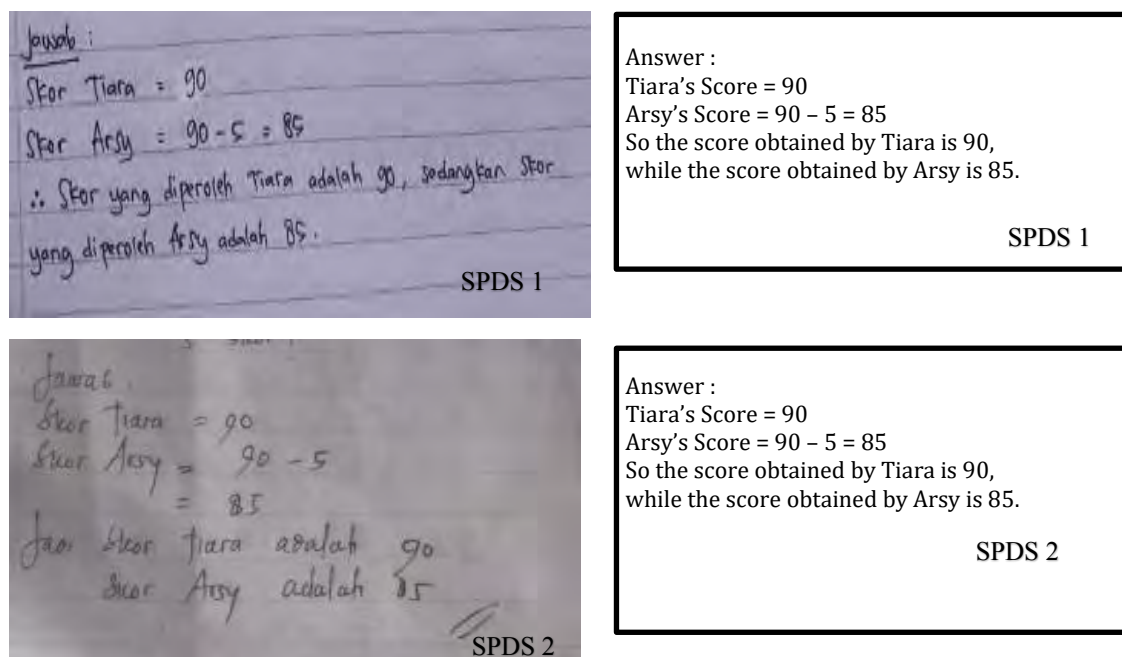 Jawab :
Skor Tiara = 90
Skor Arsy = 90 - 5 = 85
∴ Skor yang diperoleh Tiara adalah 90, sedangkan Skor
yang diperoleh Arsy adalah 85.
SPDS 1
Answer :
Tiara's Score = 90
Arsy's Score = 90 – 5 = 85
So the score obtained by Tiara is 90,
while the score obtained by Arsy is 85.
SPDS 1
Jawab
Skor Tiara = 90
Skor Arsy = 90 - 5
= 85
Skor Tiara adalah 90
Skor Arsy adalah 85
SPDS 2
Answer :
Tiara's Score = 90
Arsy's Score = 90 – 5 = 85
So the score obtained by Tiara is 90,
while the score obtained by Arsy is 85.
SPDS 2